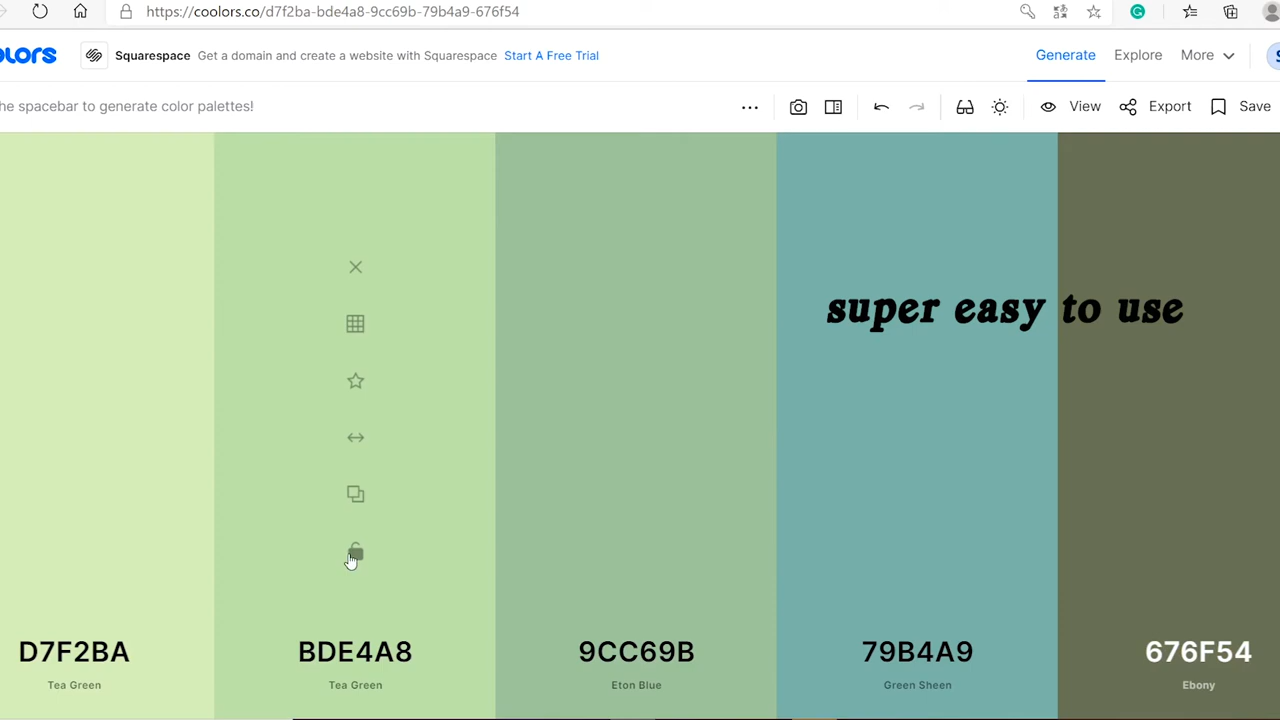 https://coolors.co/d7f2ba-bde4a8-9cc69b-79b4a9-676f54
olors
Squarespace Get a domain and create a website with Squarespace Start A Free Trial
Generate Explore More
S
he spacebar to generate color palettes!
... View Export Save
super easy to use
D7F2BA BDE4A8 9CC69B 79B4A9 676F54
Tea Green Tea Green Eton Blue Green Sheen Ebony